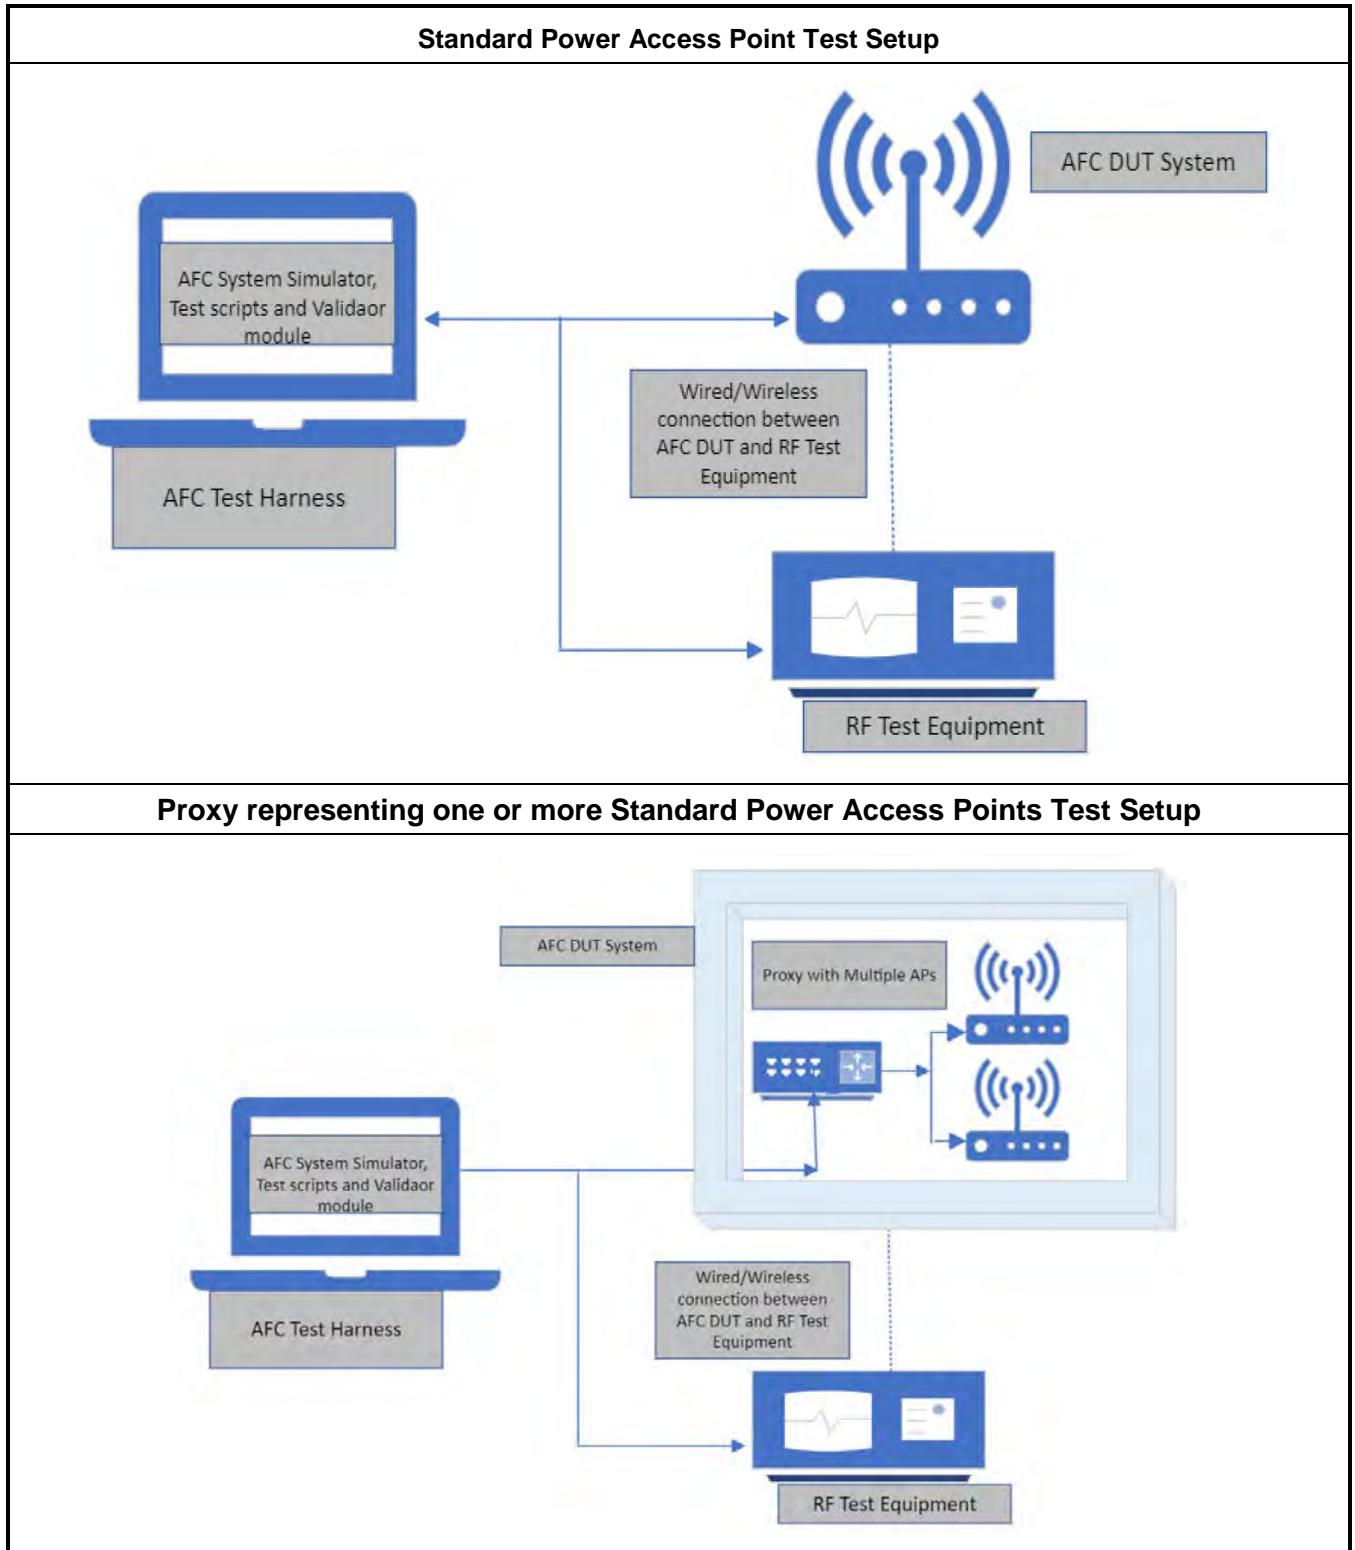 Standard Power Access Point Test Setup
AFC DUT System
AFC System Simulator,
Test scripts and Validaor
module
Wired/Wireless
connection between
AFC DUT and RF Test
Equipment
AFC Test Harness
RF Test Equipment
Proxy representing one or more Standard Power Access Points Test Setup
AFC DUT System
Proxy with Multiple APs
AFC System Simulator,
Test scripts and Validaor
module
Wired/Wireless
connection between
AFC DUT and RF Test
Equipment
AFC Test Harness
RF Test Equipment